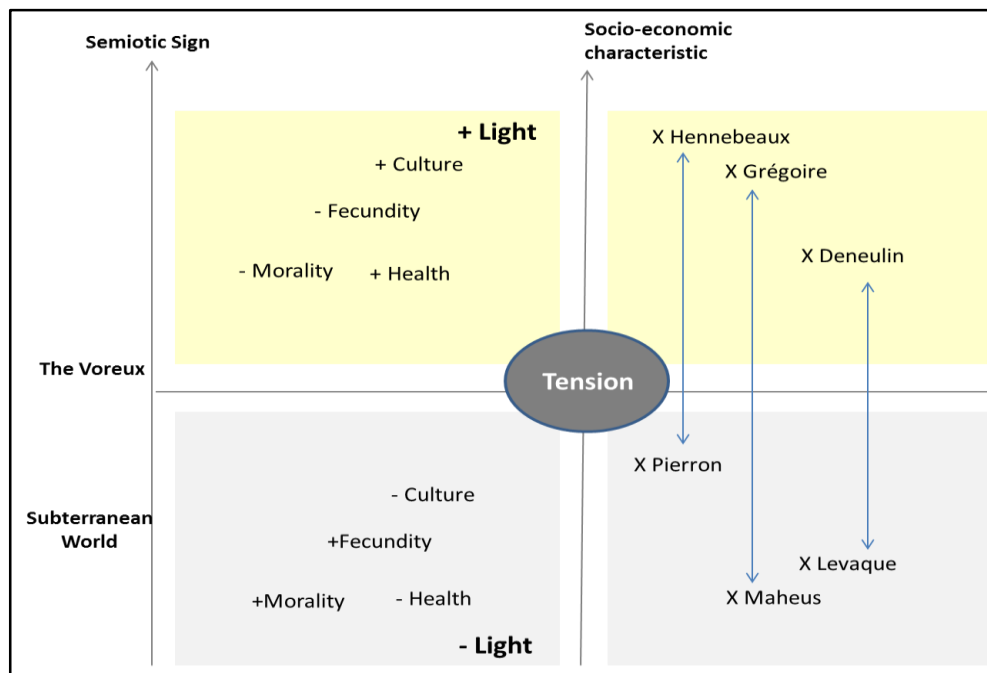 Semiotic Sign
Socio-economic
characteristic
+ Light
+ Culture
- Fecundity
- Morality
+ Health
X Hennebeaux
X Grégoire
X Deneulin
The Voreux
Tension
Subterranean
World
- Culture
+Fecundity
+Morality
- Health
- Light
X Pierron
X Levaque
X Maheus